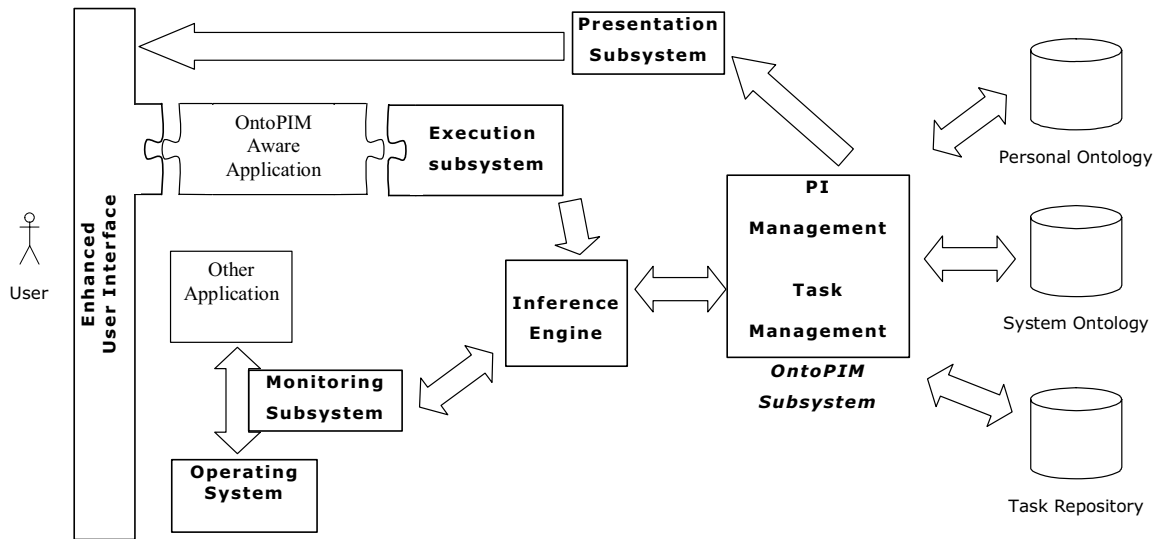 Presentation
Subsystem
OntoPIM
Aware
Application
Execution
subsystem
Personal Ontology
PI
Management
Task
Management
OntoPIM
Subsystem
User
Enhanced
User Interface
Other
Application
Inference
Engine
System Ontology
Monitoring
Subsystem
Operating
System
Task Repository